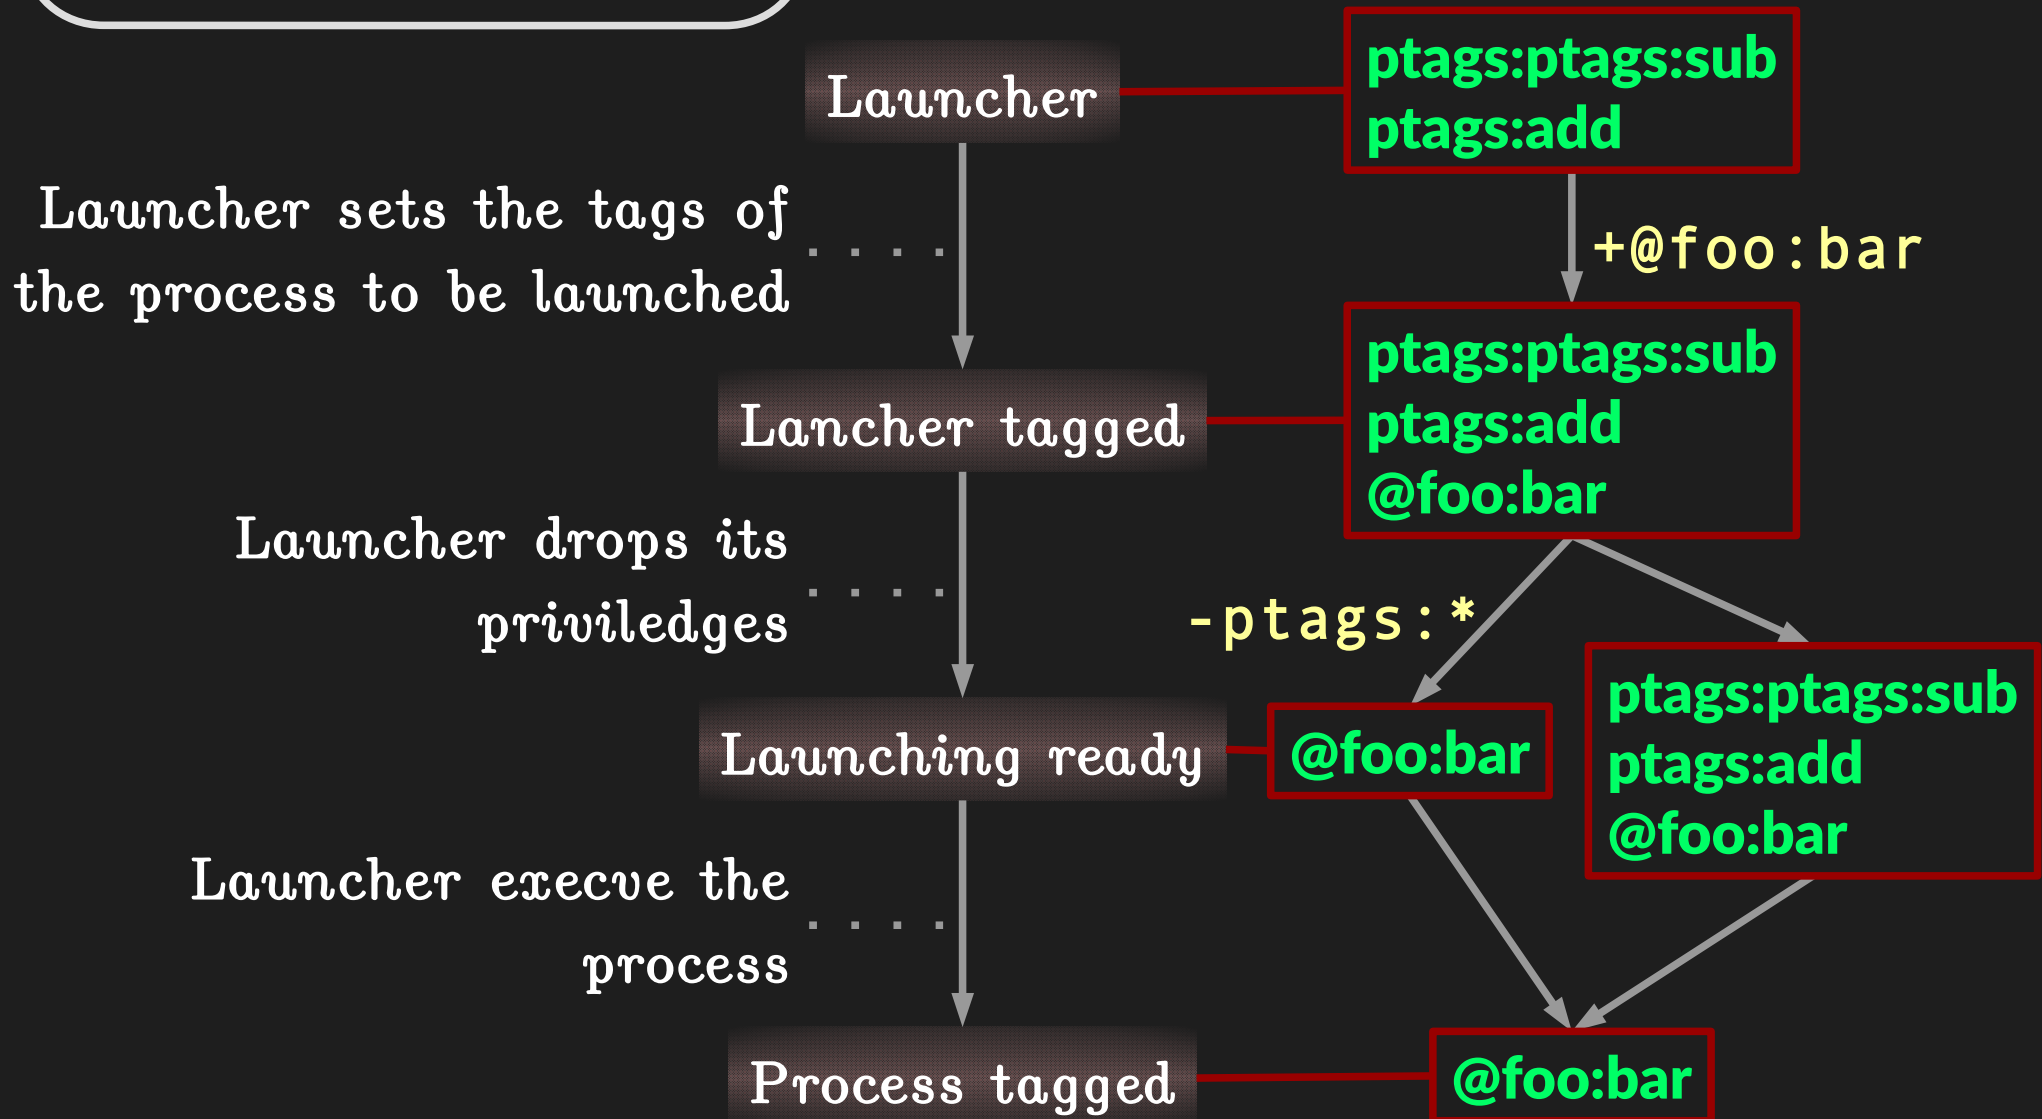 Launcher
ptags:ptags:sub
ptags:add
Launcher sets the tags of
the process to be launched
+@foo:bar
Lancher tagged
ptags:ptags:sub
ptags:add
@foo:bar
Launcher drops its
priviledges
-ptags:*
Launching ready
@foo:bar
ptags:ptags:sub
ptags:add
@foo:bar
Launcher execve the
process
Process tagged
@foo:bar